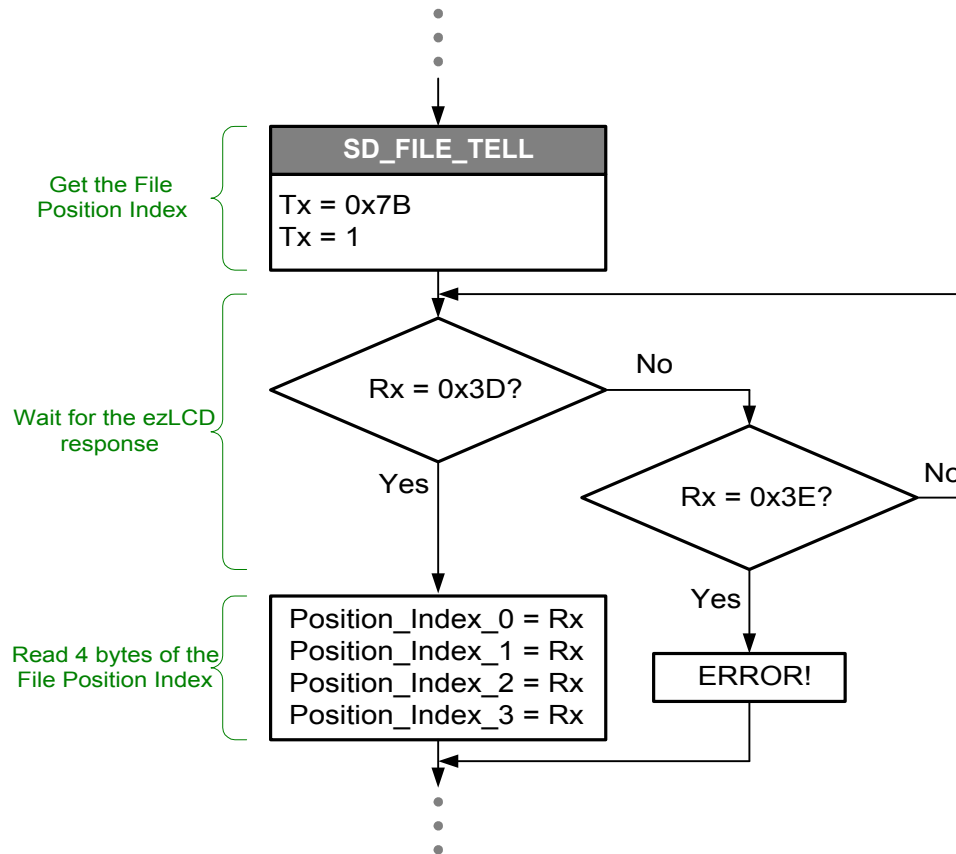 SD_FILE_TELL
Get the File
Position Index
Tx = 0x7B
Tx = 1
Rx = 0x3D?
No
Wait for the ezLCD
response
Yes
Rx = 0x3E?
No
Yes
Read 4 bytes of the
File Position Index
Position_Index_0 = Rx
Position_Index_1 = Rx
Position_Index_2 = Rx
Position_Index_3 = Rx
ERROR!